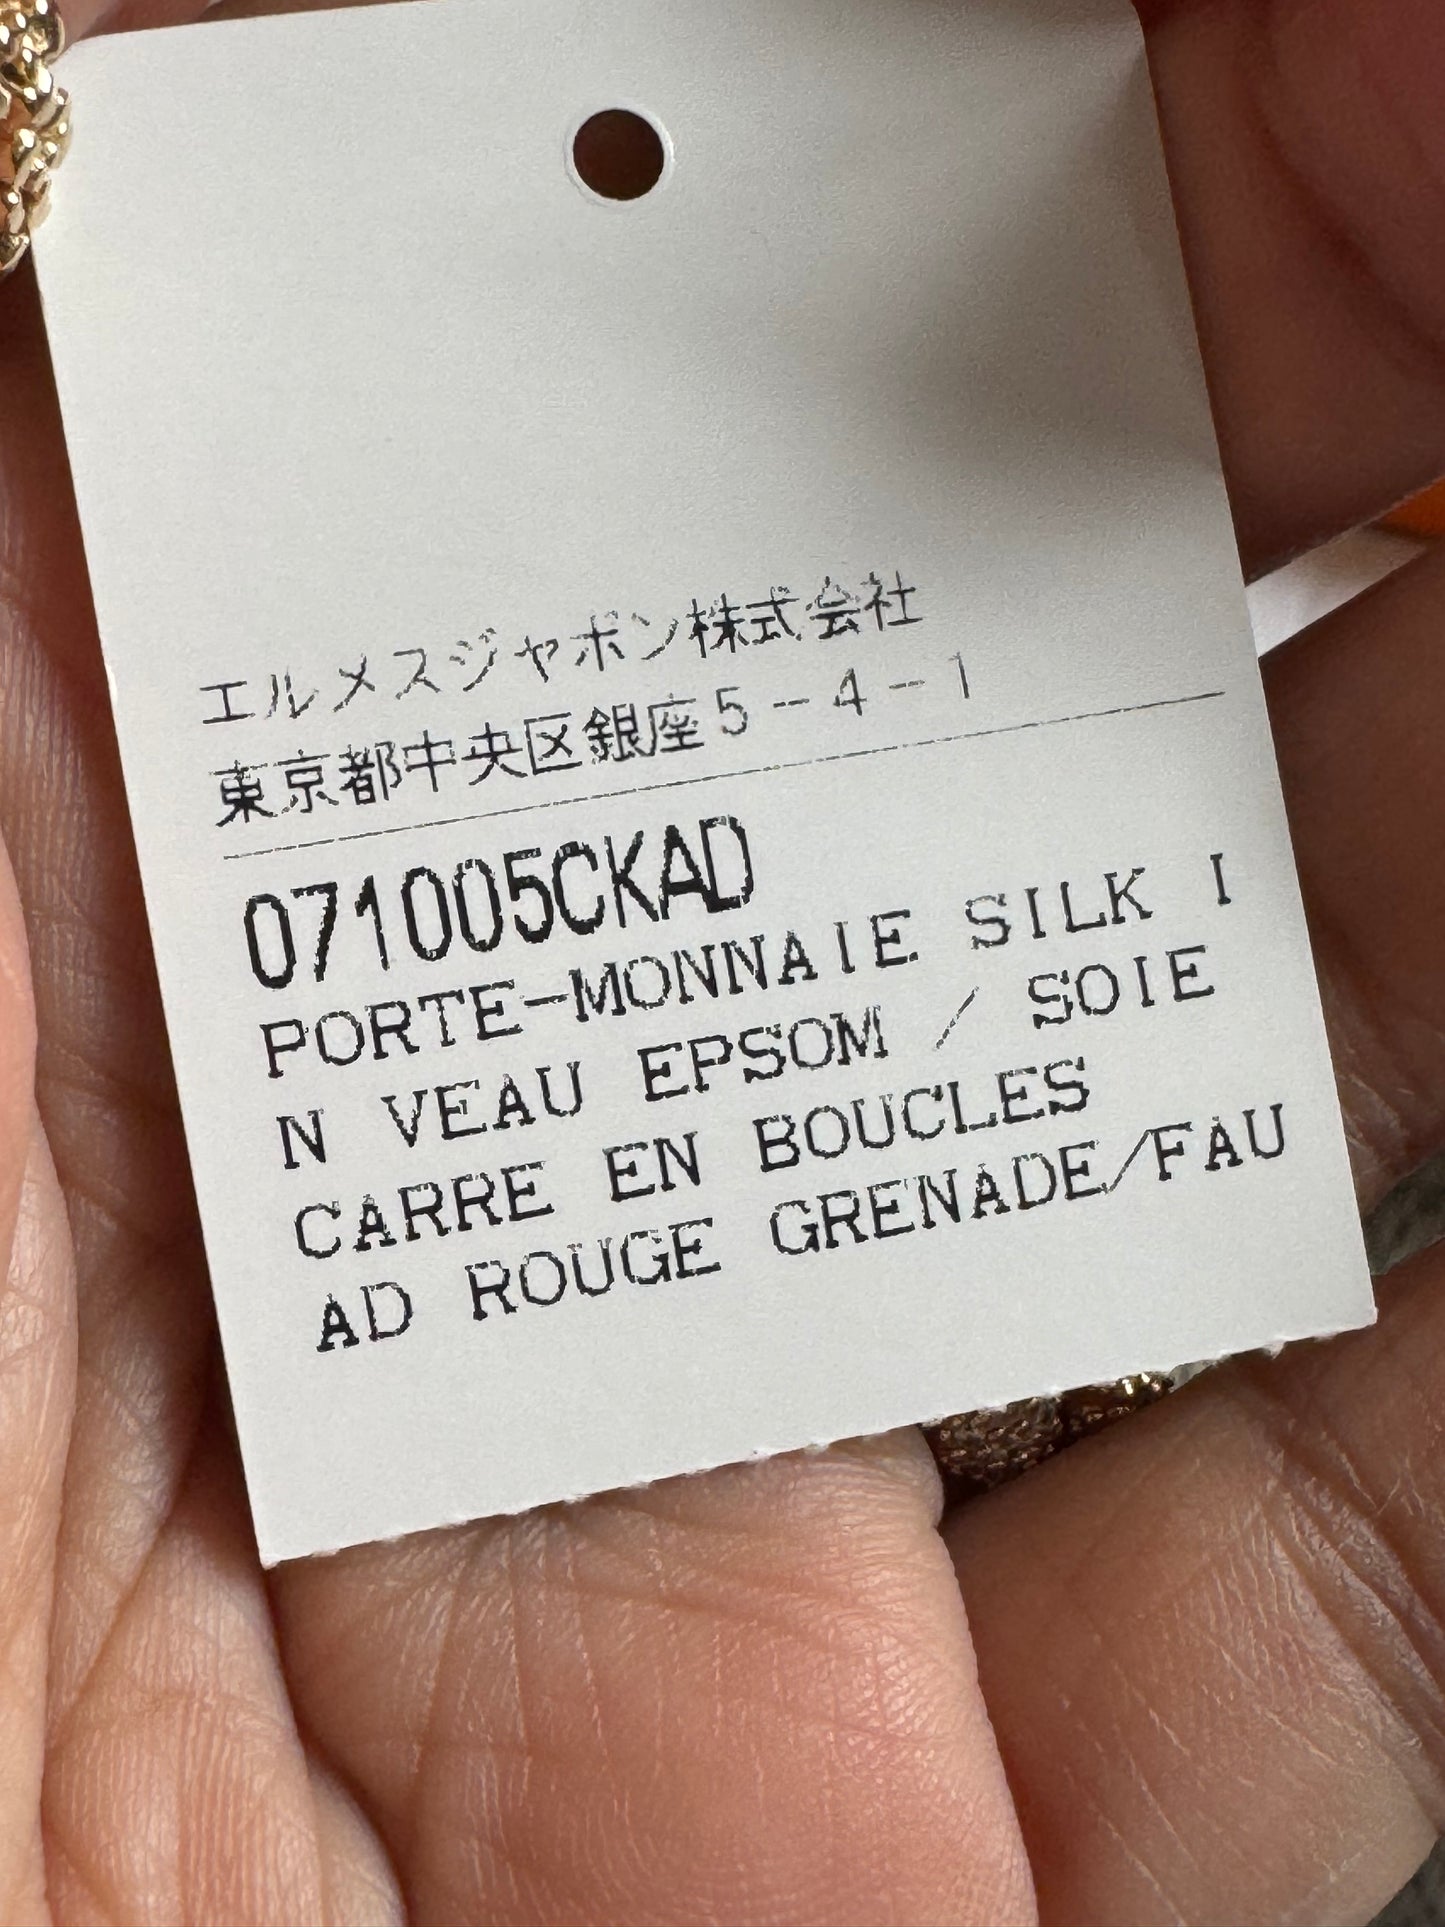 エルメスジャポン株式会社
東京都中央区銀座5-4-1
071005CKAD
PORTE-MONNAIE SILK I
N VEAU EPSOM / SOIE
CARRE EN BOUCLES
AD ROUGE GRENADE/FAU